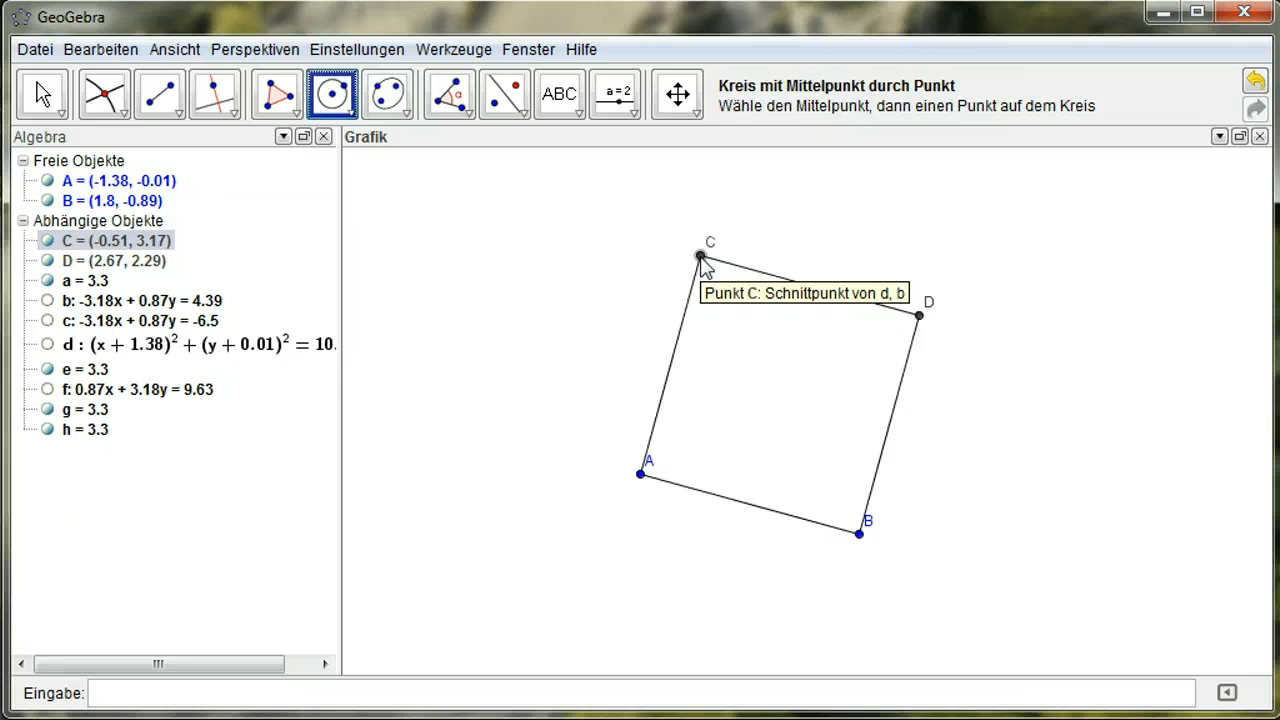 GeoGebra
Datei Bearbeiten Ansicht Perspektiven Einstellungen Werkzeuge Fenster Hilfe
ABC
a = 2
α
Kreis mit Mittelpunkt durch Punkt
Wähle den Mittelpunkt, dann einen Punkt auf dem Kreis
Algebra
Grafik
Freie Objekte
A = (-1.38, -0.01)
B = (1.8, -0.89)
Abhängige Objekte
C = (-0.51, 3.17)
D = (2.67, 2.29)
a = 3.3
b: -3.18x + 0.87y = 4.39
c: -3.18x + 0.87y = -6.5
d : (x + 1.38)² + (y + 0.01)² = 10.
e = 3.3
f: 0.87x + 3.18y = 9.63
g = 3.3
h = 3.3
C
Punkt C: Schnittpunkt von d, b
D
A
B
Eingabe: